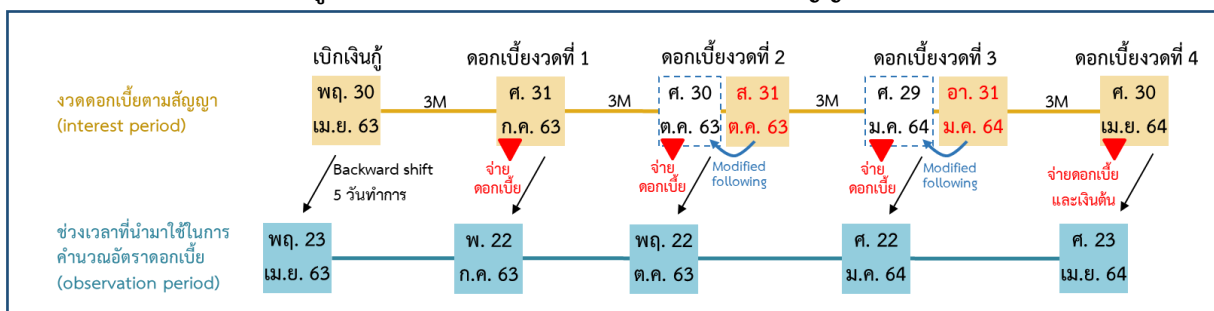 เบิกเงินกู้
ดอกเบี้ยงวดที่ 1
ดอกเบี้ยงวดที่ 2
ดอกเบี้ยงวดที่ 3
ดอกเบี้ยงวดที่ 4
งวดดอกเบี้ยตามสัญญา
(interest period)
พฤ. 30
เม.ย. 63
3M
ศ. 31
ก.ค. 63
3M
ศ. 30
ต.ค. 63
ส. 31
ต.ค. 63
3M
ศ. 29
ม.ค. 64
อา. 31
ม.ค. 64
3M
ศ. 30
เม.ย. 64
Backward shift
5 วันทำการ
จ่าย
ดอกเบี้ย
จ่าย
ดอกเบี้ย
Modified
following
จ่าย
ดอกเบี้ย
Modified
following
จ่ายดอกเบี้ย
และเงินต้น
ช่วงเวลาที่นำมาใช้ในการ
คำนวณอัตราดอกเบี้ย
(observation period)
พฤ. 23
เม.ย. 63
พ. 22
ก.ค. 63
พฤ. 22
ต.ค. 63
ศ. 22
ม.ค. 64
ศ. 23
เม.ย. 64